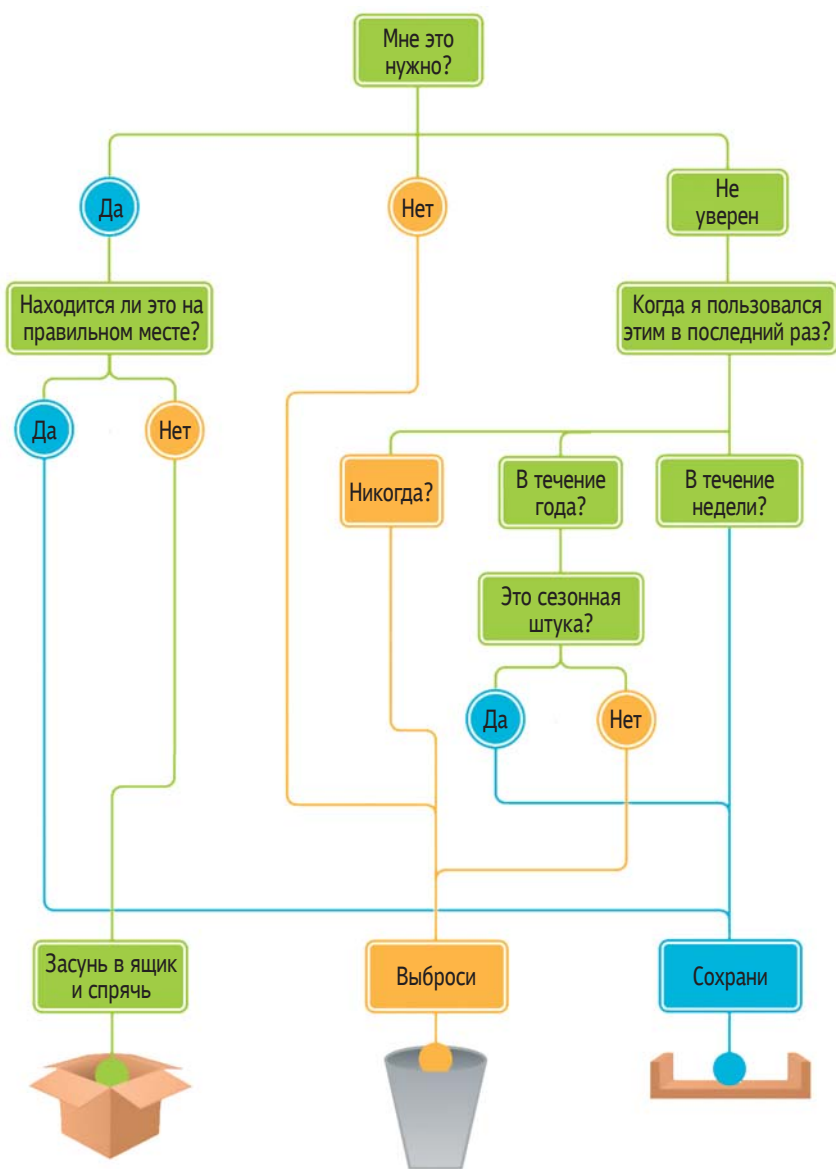 Мне это
нужно?
Да
Нет
Не
уверен
Находится ли это на
правильном месте?
Когда я пользовался
этим в последний раз?
Да
Нет
Никогда?
В течение
года?
В течение
недели?
Это сезонная
штука?
Да
Нет
Засунь в ящик
и спрячь
Выброси
Сохрани